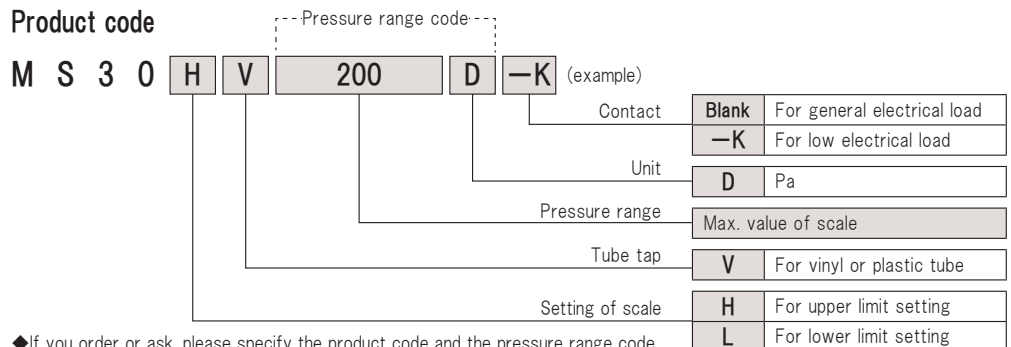 Product code
Pressure range code
MS30 H V 200 D －K (example)
Contact
Blank For general electrical load
－K For low electrical load
Unit
D Pa
Pressure range
Max. value of scale
Tube tap
V For vinyl or plastic tube
Setting of scale
H For upper limit setting
L For lower limit setting
◆If you order or ask, please specify the product code and the pressure range code